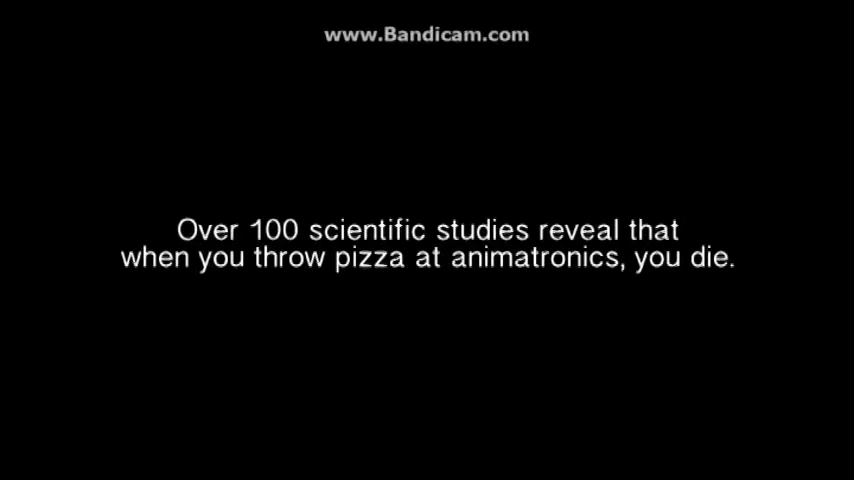 www.Bandicam.com
Over 100 scientific studies reveal that
when you throw pizza at animatronics, you die.